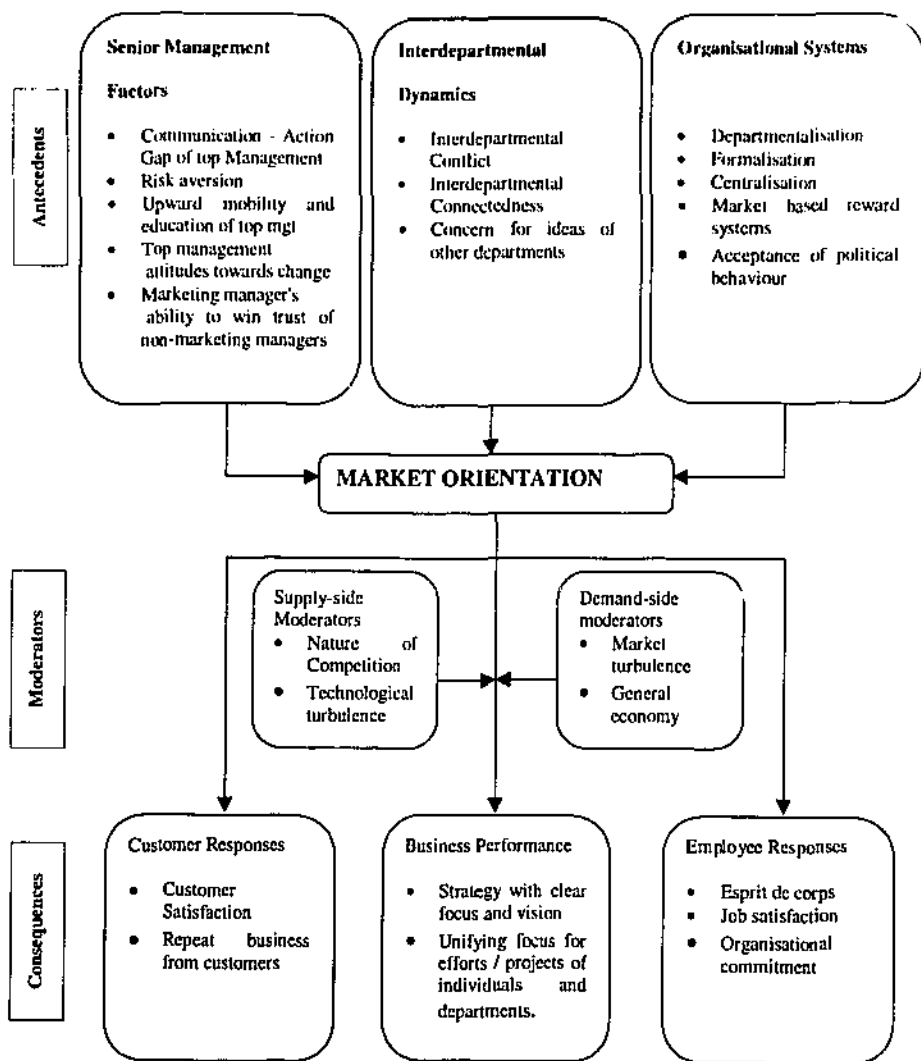 Antecedents
Senior Management
Factors
• Communication - Action
Gap of top Management
• Risk aversion
• Upward mobility and
education of top mgt
• Top management
attitudes towards change
• Marketing manager's
ability to win trust of
non-marketing managers
Interdepartmental
Dynamics
• Interdepartmental
Conflict
• Interdepartmental
Connectedness
• Concern for ideas of
other departments
Organisational Systems
• Departmentalisation
• Formalisation
• Centralisation
• Market based reward
systems
• Acceptance of political
behaviour
MARKET ORIENTATION
Moderators
Supply-side
Moderators
• Nature of
Competition
• Technological
turbulence
Demand-side
moderators
• Market
turbulence
• General
economy
Consequences
Customer Responses
• Customer
Satisfaction
• Repeat business
from customers
Business Performance
• Strategy with clear
focus and vision
• Unifying focus for
efforts / projects of
individuals and
departments.
Employee Responses
• Esprit de corps
• Job satisfaction
• Organisational
commitment